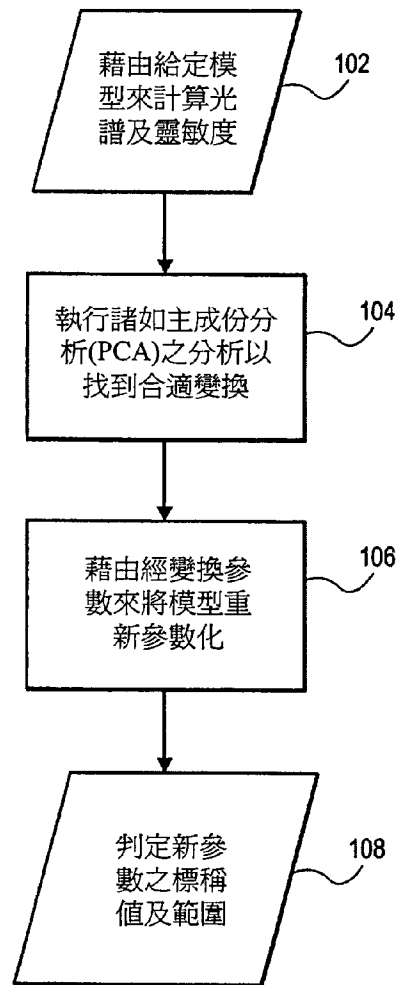 藉由給定模
型來計算光
譜及靈敏度
102
執行諸如主成份分
析(PCA)之分析以
找到合適變換
104
藉由經變換參
數來將模型重
新參數化
106
判定新參
數之標稱
值及範圍
108